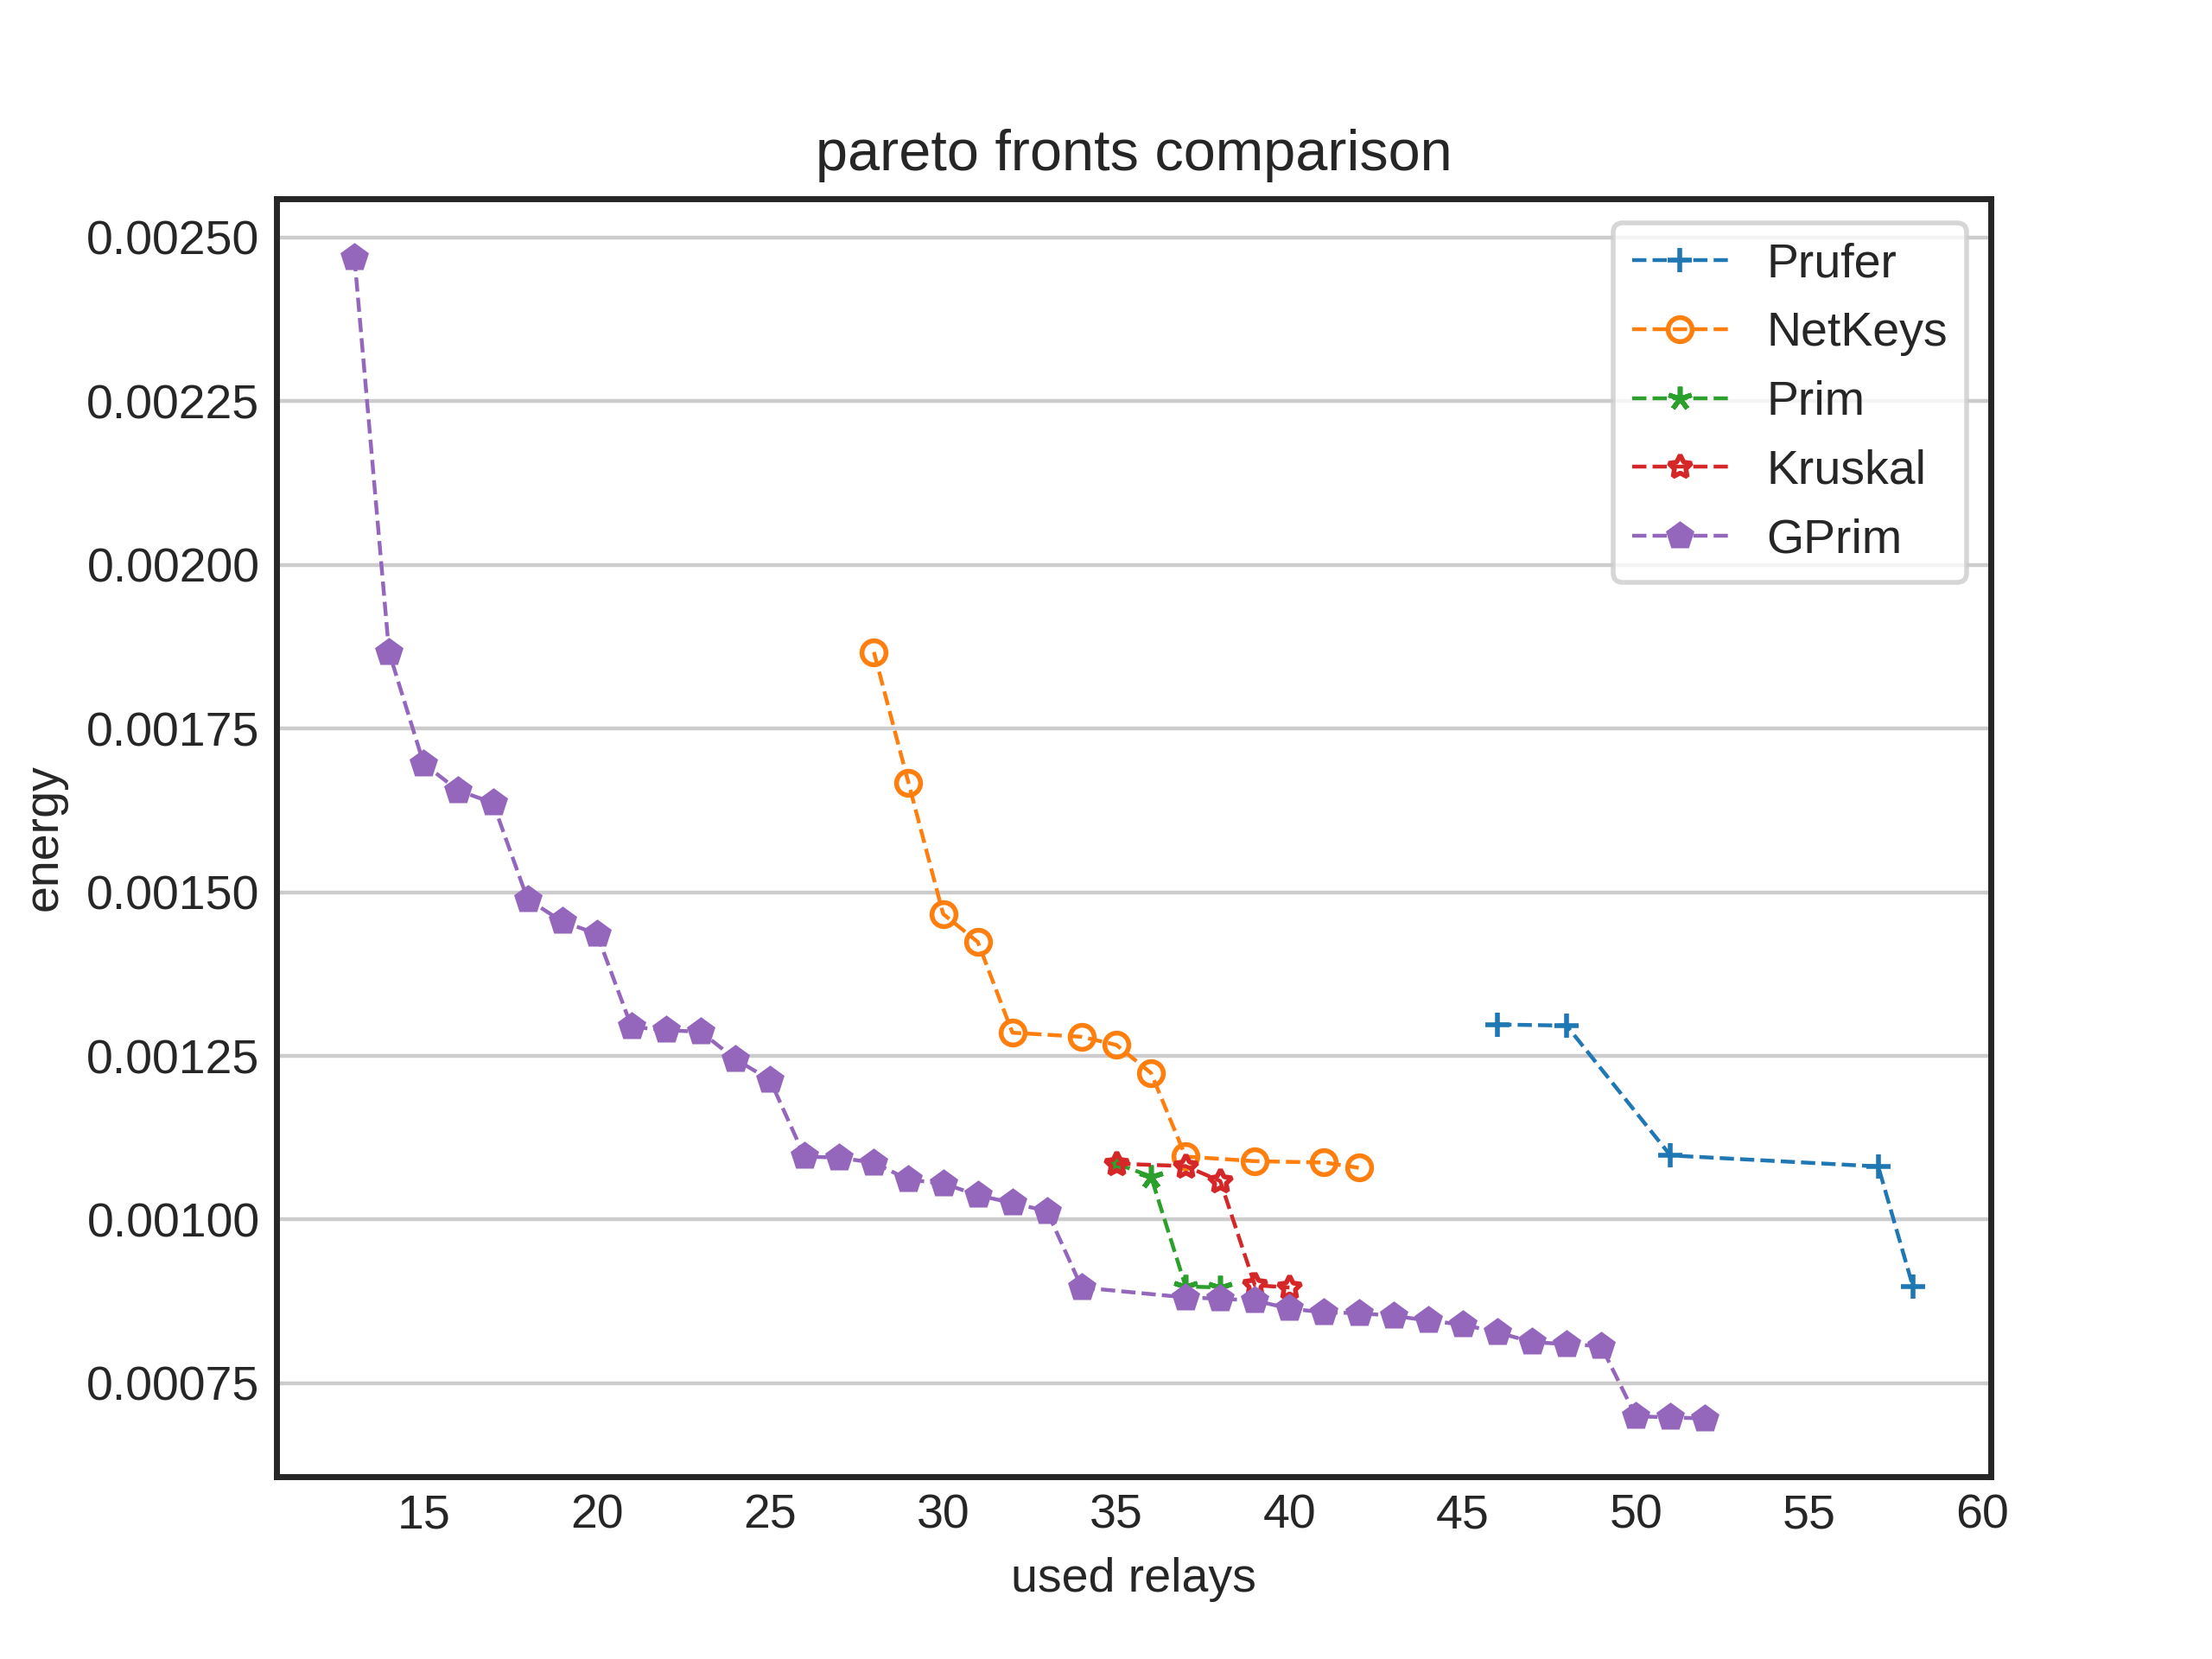 pareto fronts comparison
0.00250
0.00225
0.00200
0.00175
0.00150
0.00125
0.00100
0.00075
energy
Prufer
NetKeys
Prim
Kruskal
GPrim
15 20 25 30 35 40 45 50 55 60
used relays